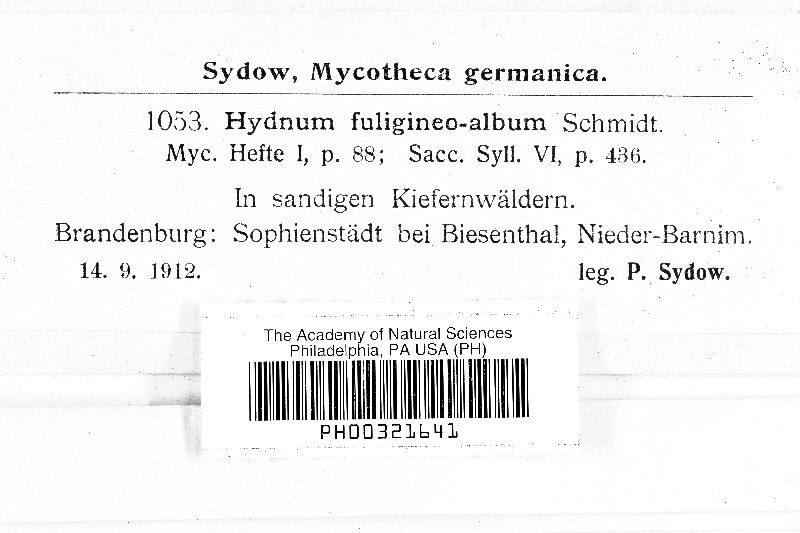 Sydow, Mycotheca germanica.
1053. Hydnum fuligineo-album Schmidt.
Myc. Hefte I, p. 88; Sacc. Syll. VI, p. 436.
In sandigen Kiefernwäldern.
Brandenburg: Sophienstädt bei Biesenthal, Nieder-Barnim.
14. 9. 1912. leg. P. Sydow.
The Academy of Natural Sciences
Philadelphia, PA USA (PH)
PH00321641